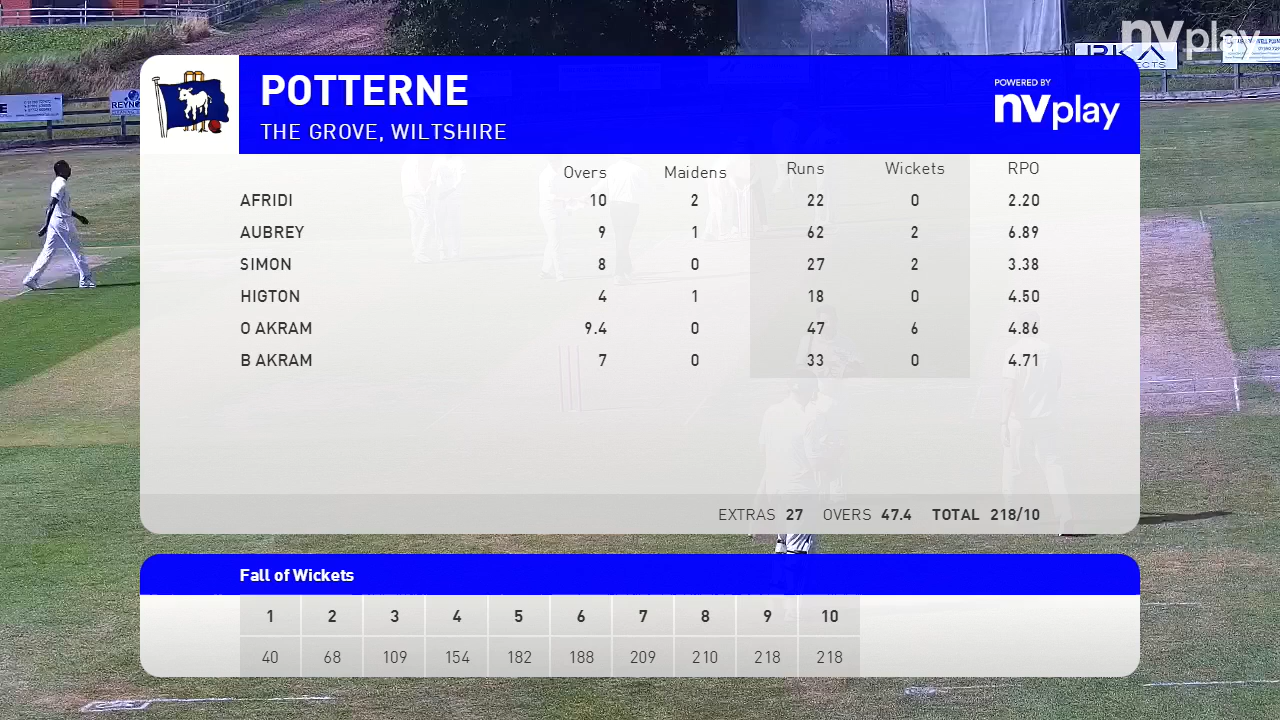 nvplay
POTTERNE
THE GROVE, WILTSHIRE
POWERED BY
nvplay
Overs Maidens Runs Wickets RPO
AFRIDI 10 2 22 0 2.20
AUBREY 9 1 62 2 6.89
SIMON 8 0 27 2 3.38
HIGTON 4 1 18 0 4.50
O AKRAM 9.4 0 47 6 4.86
B AKRAM 7 0 33 0 4.71
EXTRAS 27 OVERS 47.4 TOTAL 218/10
Fall of Wickets
1 2 3 4 5 6 7 8 9 10
40 68 109 154 182 188 209 210 218 218